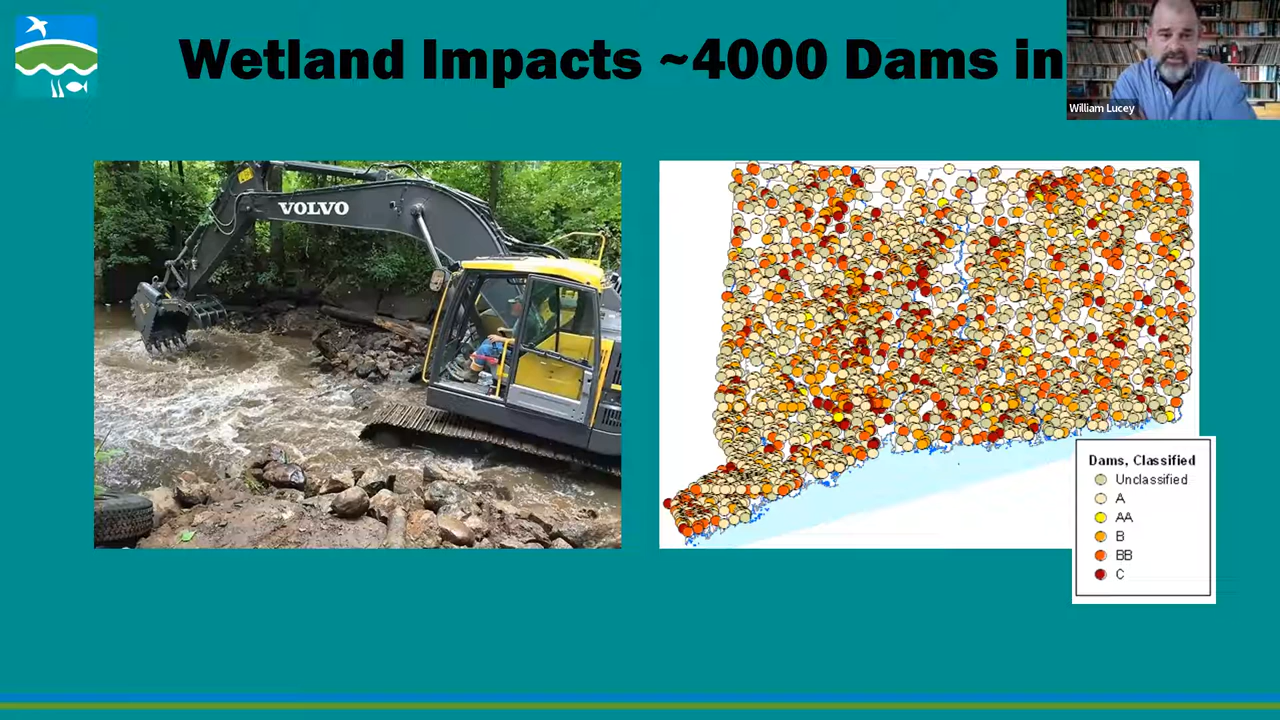 Wetland Impacts ~4000 Dams in
William Lucey
VOLVO
Dams, Classified
Unclassified
A
AA
B
BB
C